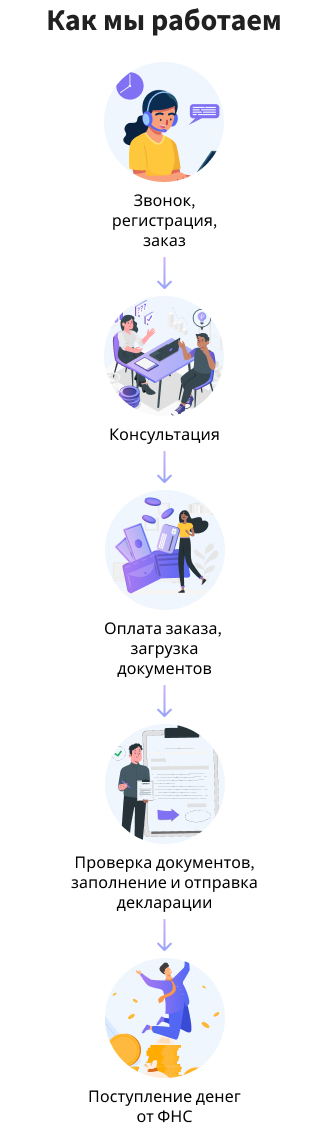 Как мы работаем
Звонок,
регистрация,
заказ
Консультация
Оплата заказа,
загрузка
документов
Проверка документов,
заполнение и отправка
декларации
Поступление денег
от ФНС